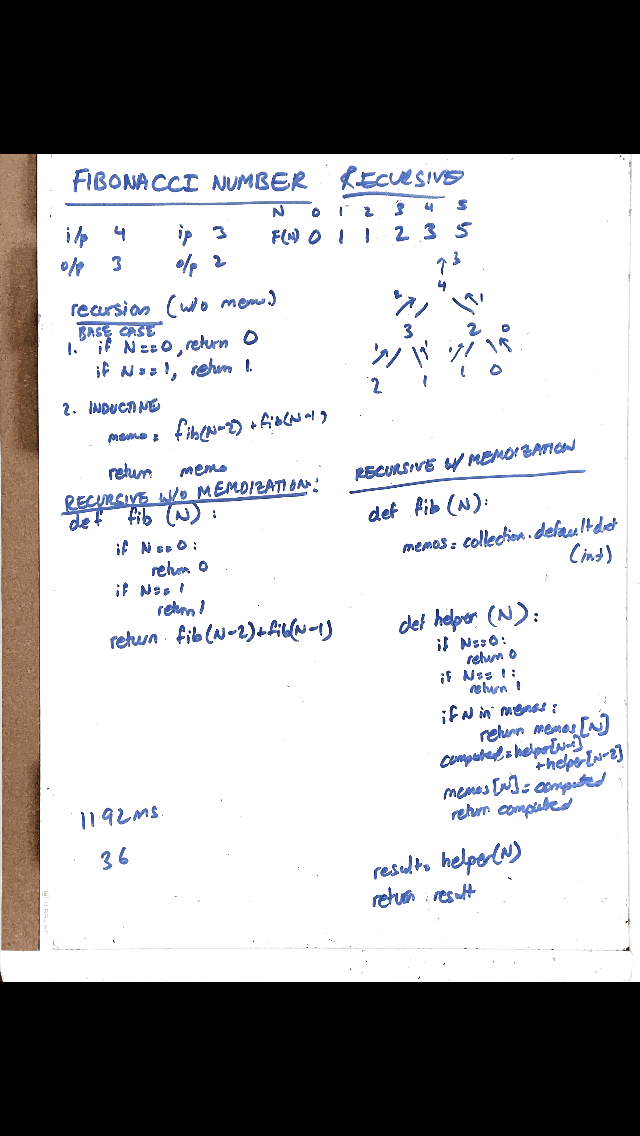 FIBONACCI NUMBER RECURSIVE
N 0 1 2 3 4 5
F(N) 0 1 1 2 3 5
i/p 4 ip 3
o/p 3 o/p 2
3
4
2 1
3 2 0
1 1 1
2 1 1 0
recursion (w/o memo.)
BASE CASE
1. if N==0, return 0
if N==1, return 1.
2. INDUCTINE
memo = fib(N-2) + fib(N-1)
return memo
RECURSIVE W/O MEMOIZATION:
def fib (N) :
if N==0:
return 0
if N==1
return 1
return fib(N-2)+fib(N-1)
1192ms
36
RECURSIVE W/ MEMOIZATION
def fib (N):
memos = collection.defaultdict
(int)
def helper (N) :
if N==0:
return 0
if N==1:
return 1
if N in memos:
return memos[N]
computed = helper[N-1]
+helper[N-2]
memos[N] = computed
return computed
result = helper(N)
return result